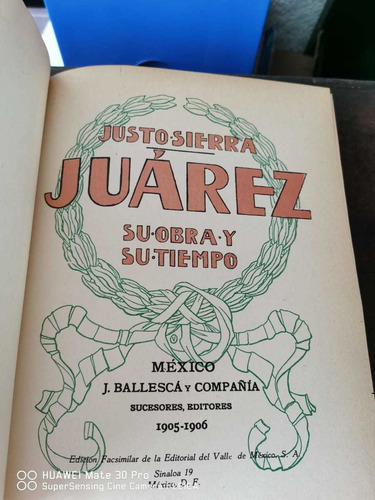 JUSTO·SIERRA
JUÁREZ
SU·OBRA·Y
SU·TIEMPO
MÉXICO
J. BALLESCÁ Y COMPAÑÍA
SUCESORES, EDITORES
1905-1906
Edición Facsimilar de la Editorial del Valle de México, S. A.
Sinaloa 19
México, D. F.
HUAWEI Mate 30 Pro
SuperSensing Cine Camera